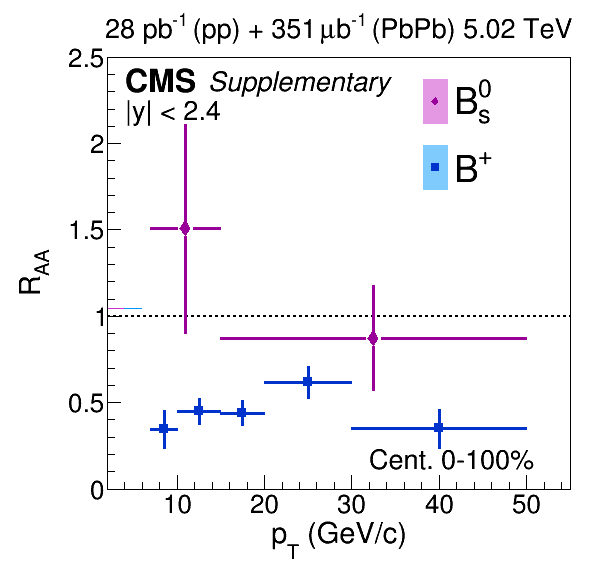 28 pb⁻¹ (pp) + 351 μb⁻¹ (PbPb) 5.02 TeV
CMS Supplementary
|y| < 2.4
B⁰ₛ
B⁺
R_AA
2.5
2
1.5
1
0.5
0
Cent. 0-100%
10 20 30 40 50
p_T (GeV/c)